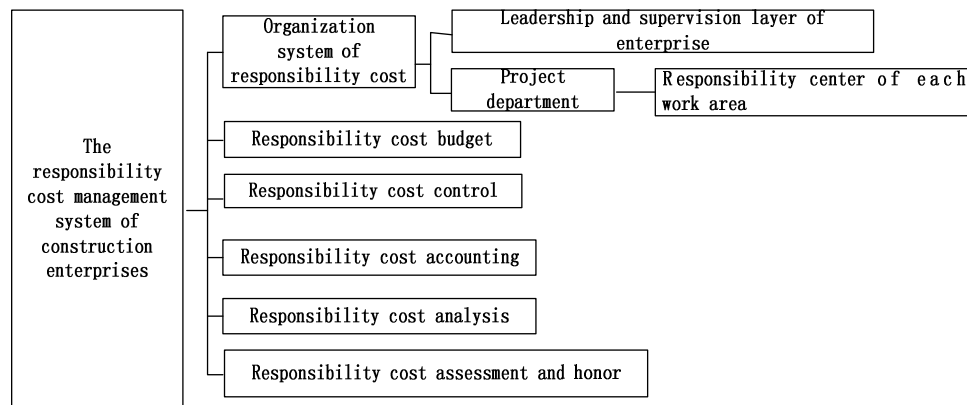 The
responsibility
cost management
system of
construction
enterprises
Organization
system of
responsibility cost
Leadership and supervision layer of
enterprise
Project
department
Responsibility center of each
work area
Responsibility cost budget
Responsibility cost control
Responsibility cost accounting
Responsibility cost analysis
Responsibility cost assessment and honor